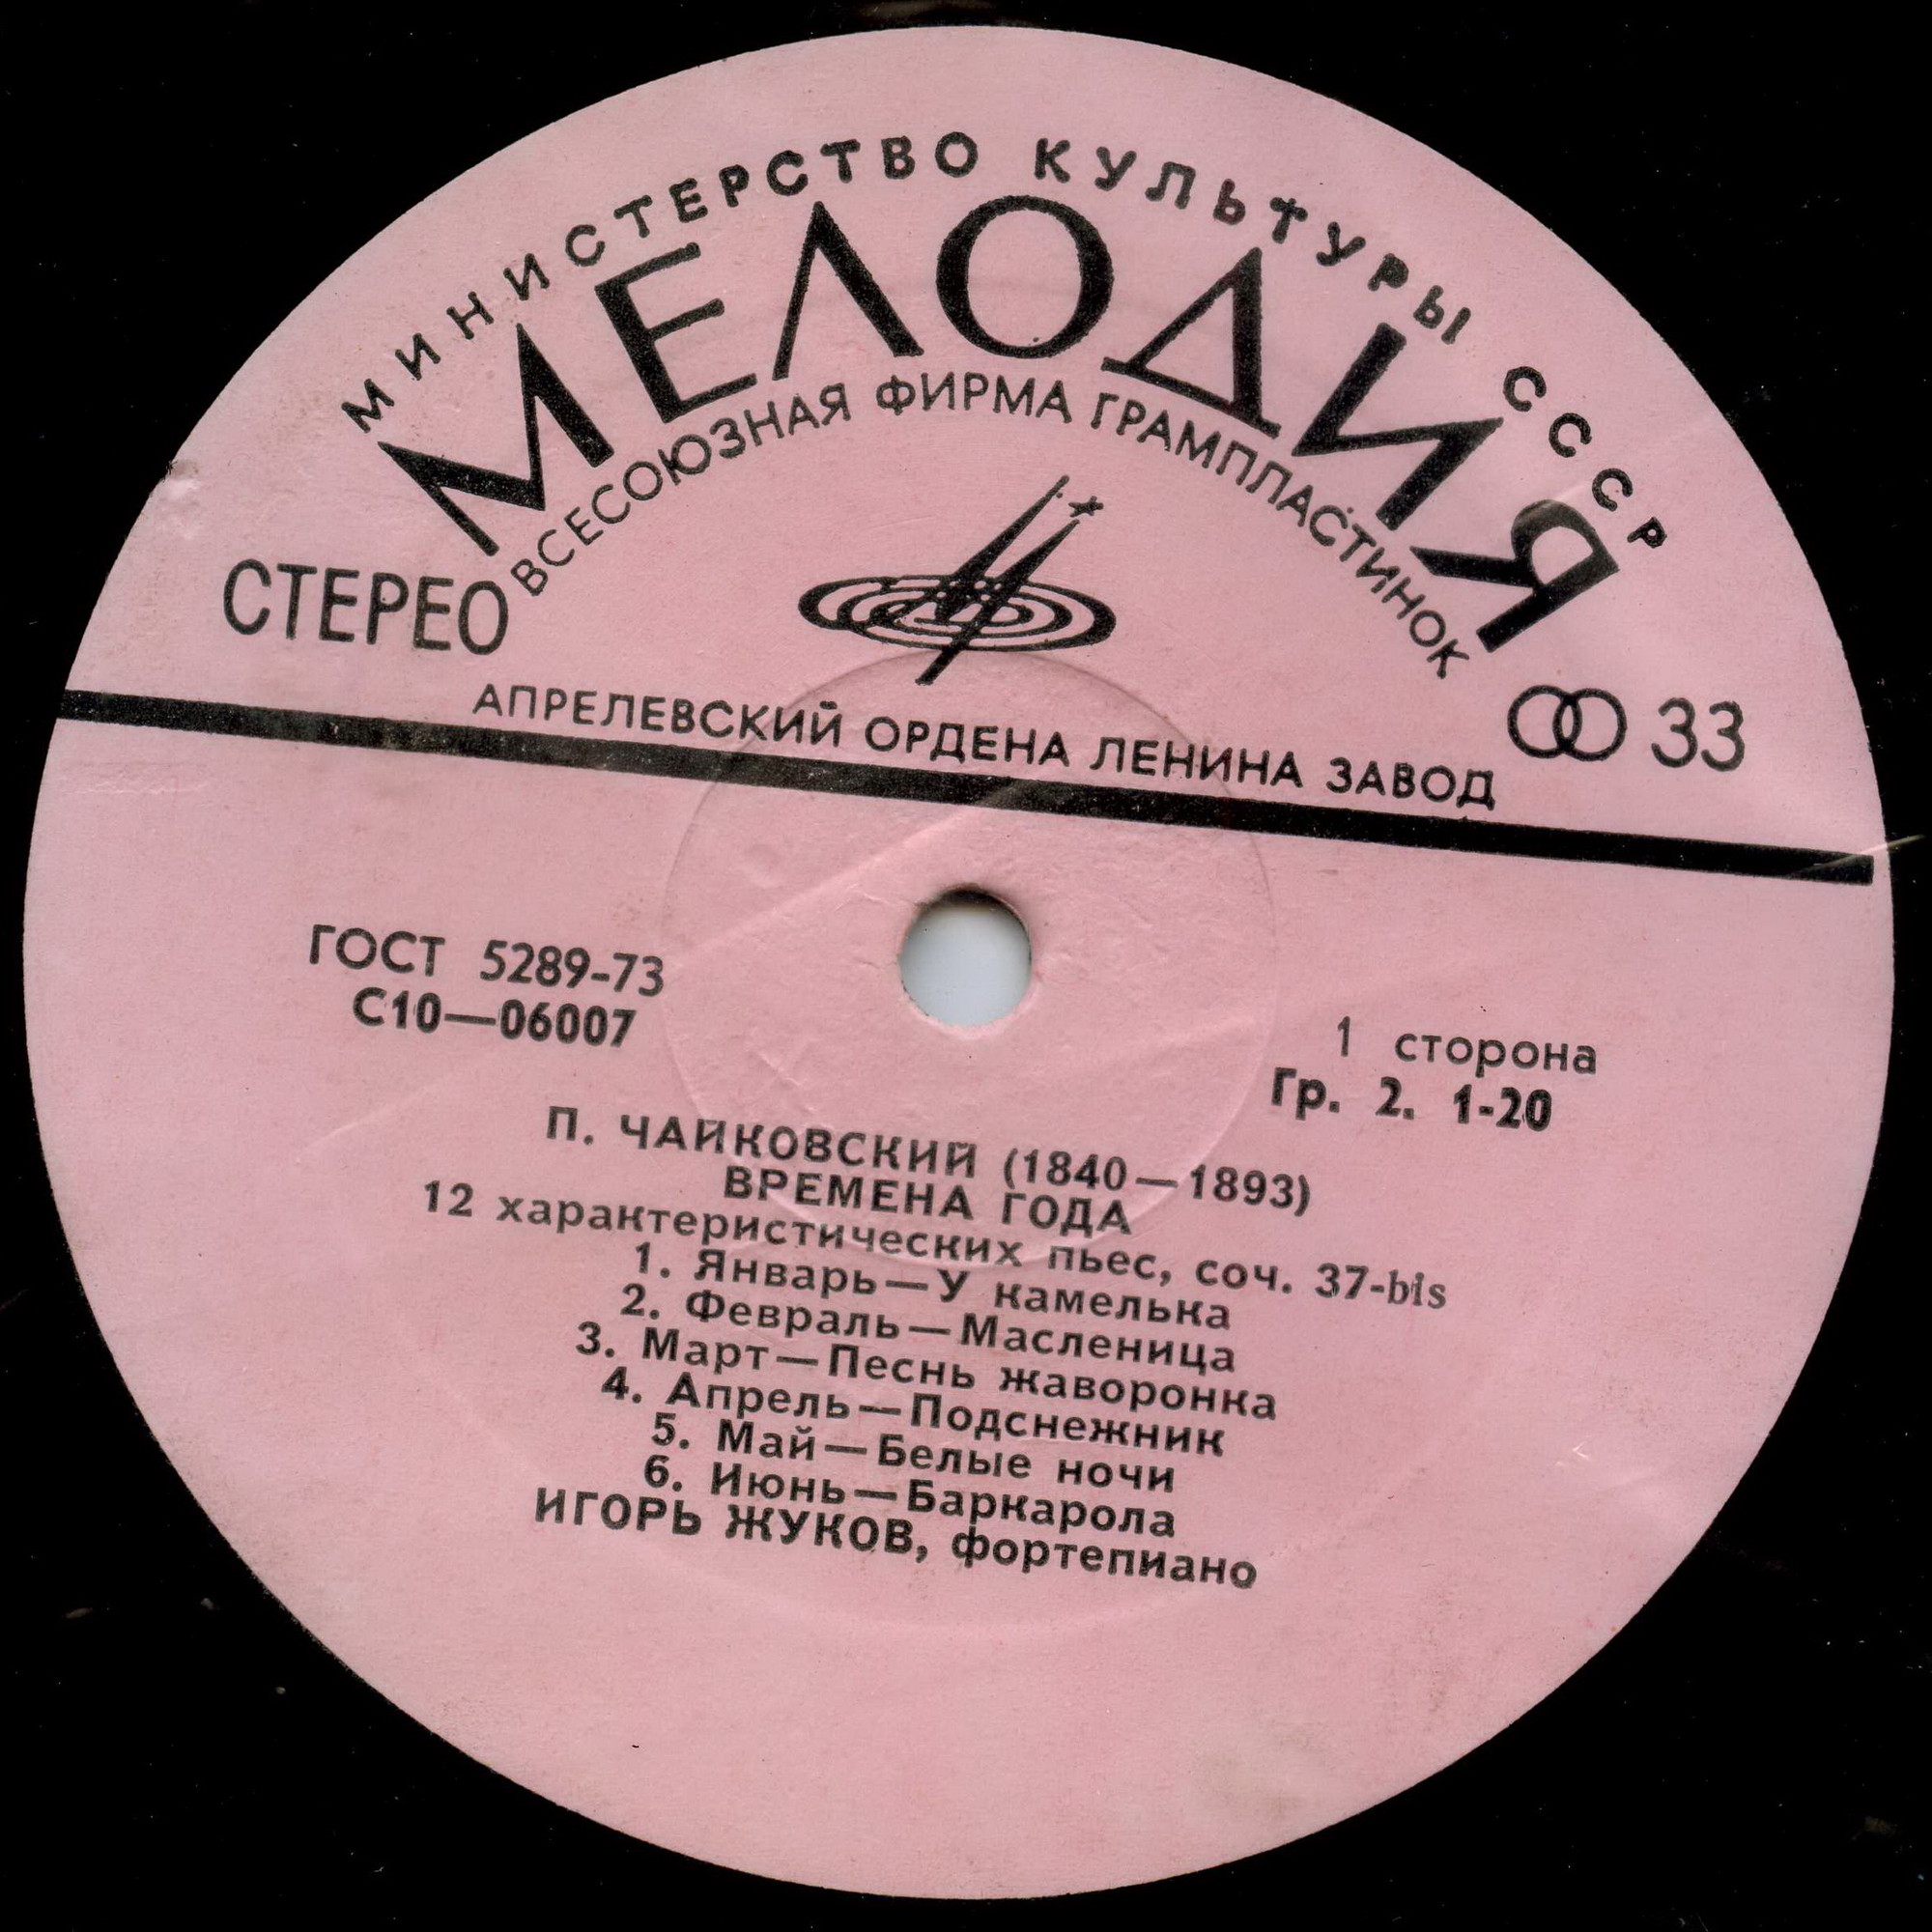 МИНИСТЕРСТВО КУЛЬТУРЫ СССР
МЕЛОДИЯ
ВСЕСОЮЗНАЯ ФИРМА ГРАМПЛАСТИНОК
СТЕРЕО
33
АПРЕЛЕВСКИЙ ОРДЕНА ЛЕНИНА ЗАВОД
ГОСТ 5289-73
С10—06007
1 сторона
Гр. 2. 1-20
П. ЧАЙКОВСКИЙ (1840—1893)
ВРЕМЕНА ГОДА
12 характеристических пьес, соч. 37-bis
1. Январь—У камелька
2. Февраль—Масленица
3. Март—Песнь жаворонка
4. Апрель—Подснежник
5. Май—Белые ночи
6. Июнь—Баркарола
ИГОРЬ ЖУКОВ, фортепиано